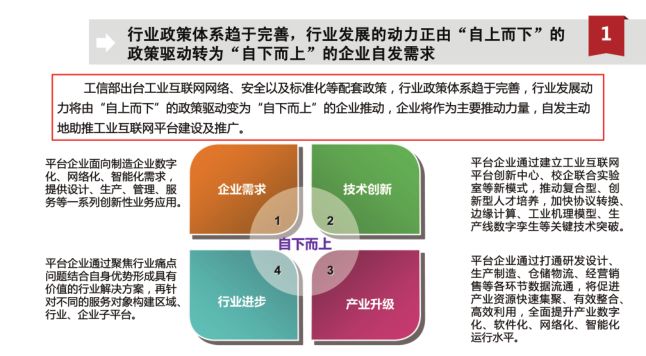 行业政策体系趋于完善，行业发展的动力正由“自上而下”的
政策驱动转为“自下而上”的企业自发需求
1
工信部出台工业互联网网络、安全以及标准化等配套政策，行业政策体系趋于完善，行业发展动
力将由“自上而下”的政策驱动变为“自下而上”的企业推动，企业将作为主要推动力量，自发主动
地助推工业互联网平台建设及推广。
平台企业面向制造企业数字
化、网络化、智能化需求，
提供设计、生产、管理、服
务等一系列创新性业务应用。
企业需求
1
技术创新
2
平台企业通过建立工业互联网
平台创新中心、校企联合实验
室等新模式，推动复合型、创
新型人才培养，加快协议转换、
边缘计算、工业机理模型、生
产线数字孪生等关键技术突破。
自下而上
平台企业通过聚焦行业痛点
问题结合自身优势形成具有
价值的行业解决方案，再针
对不同的服务对象构建区域、
行业、企业子平台。
4
行业进步
3
产业升级
平台企业通过打通研发设计、
生产制造、仓储物流、经营销
售等各环节数据流通，将促进
产业资源快速集聚、有效整合、
高效利用，全面提升产业数字
化、软件化、网络化、智能化
运行水平。